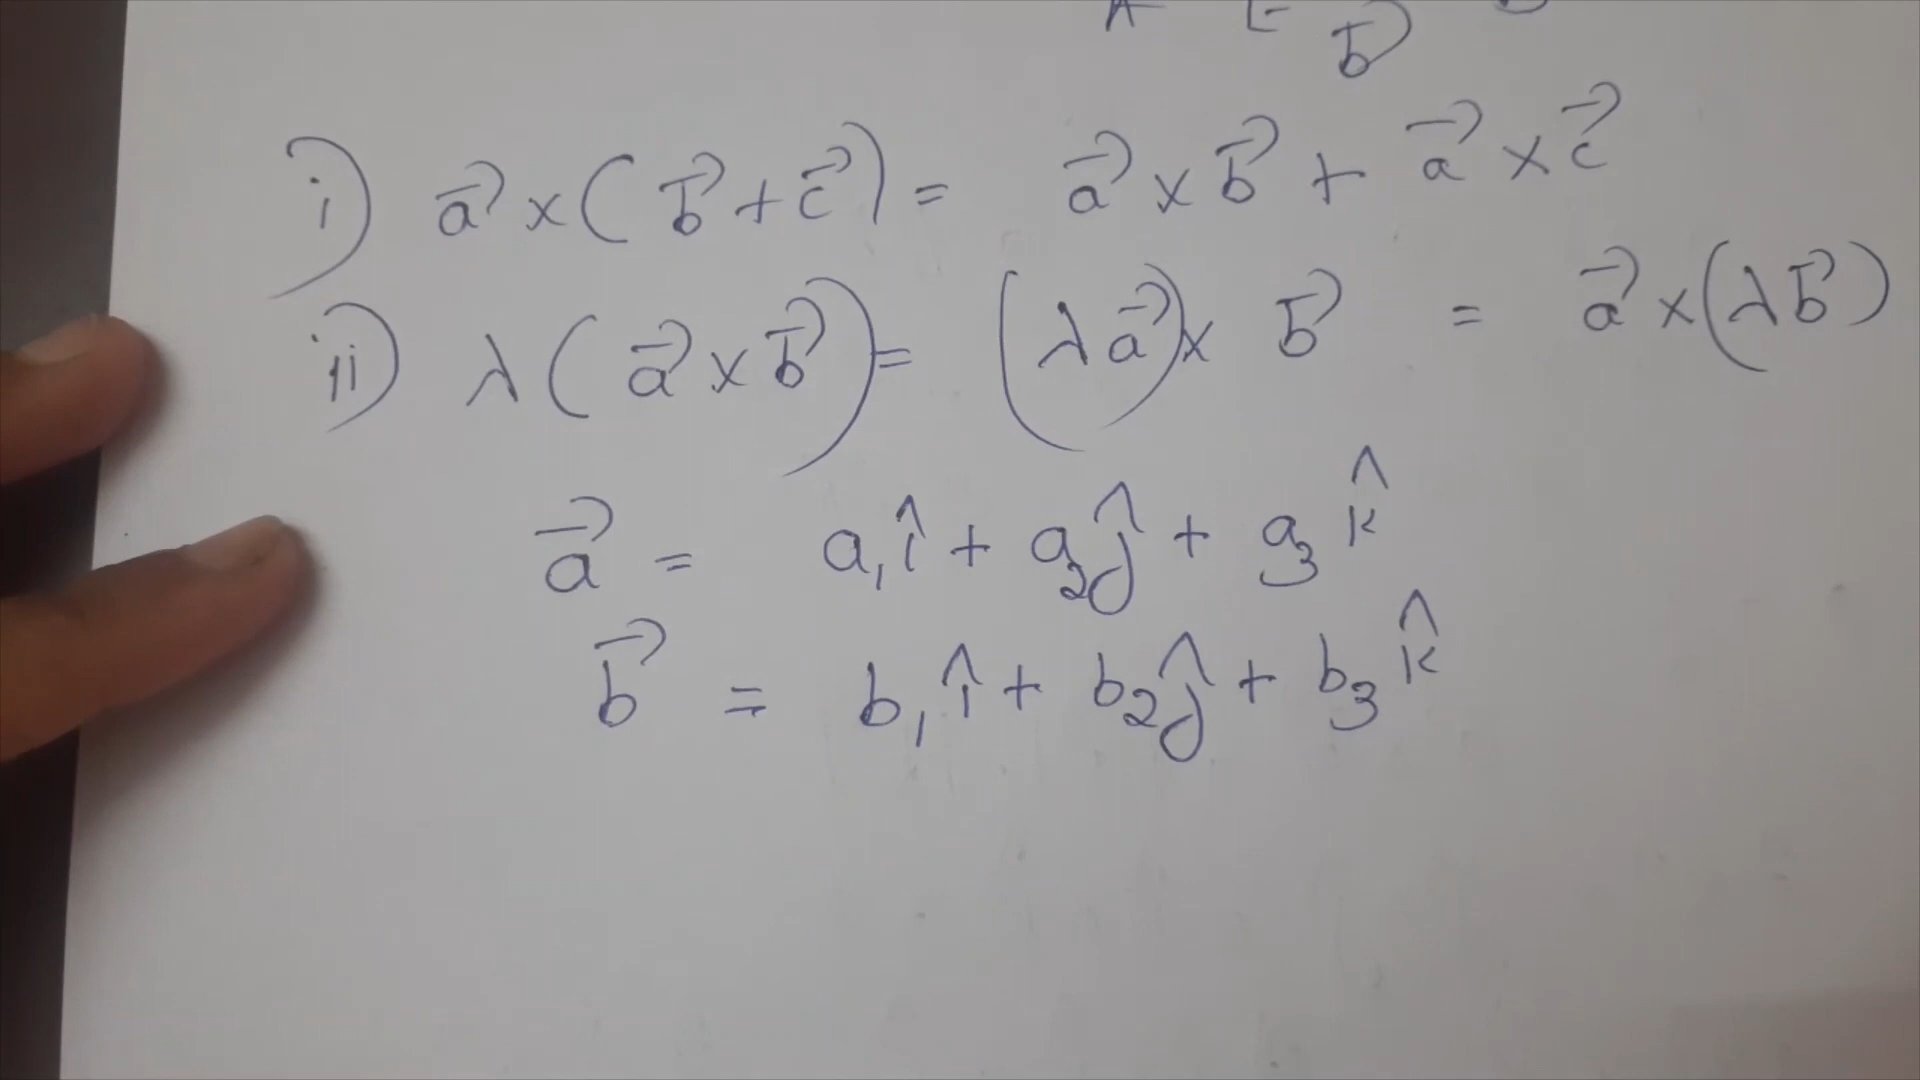 b⃗
i) a⃗ × (b⃗ + c⃗) = a⃗ × b⃗ + a⃗ × c⃗
ii) λ(a⃗ × b⃗) = (λa⃗) × b⃗ = a⃗ × (λb⃗)
a⃗ = a₁î + a₂ĵ + a₃k̂
b⃗ = b₁î + b₂ĵ + b₃k̂